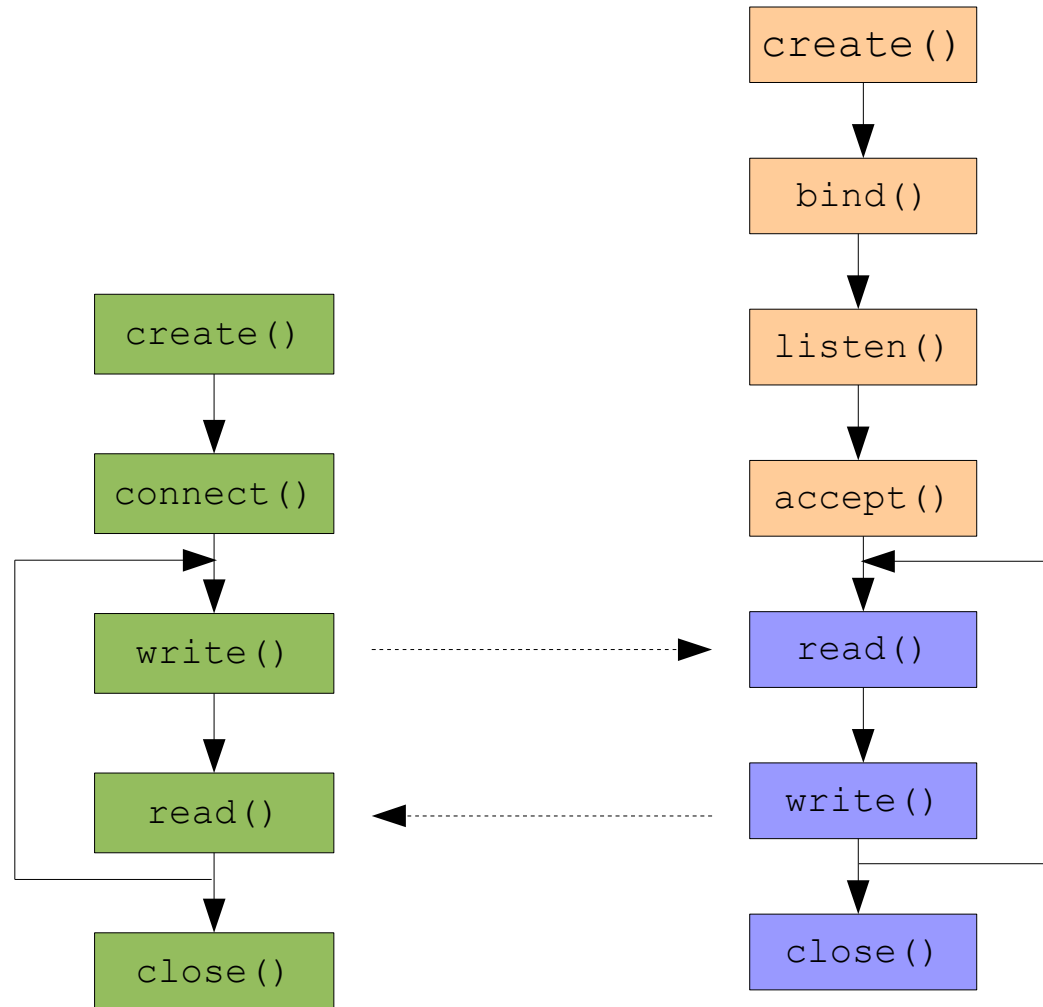 create()
connect()
write()
read()
close()
create()
bind()
listen()
accept()
read()
write()
close()